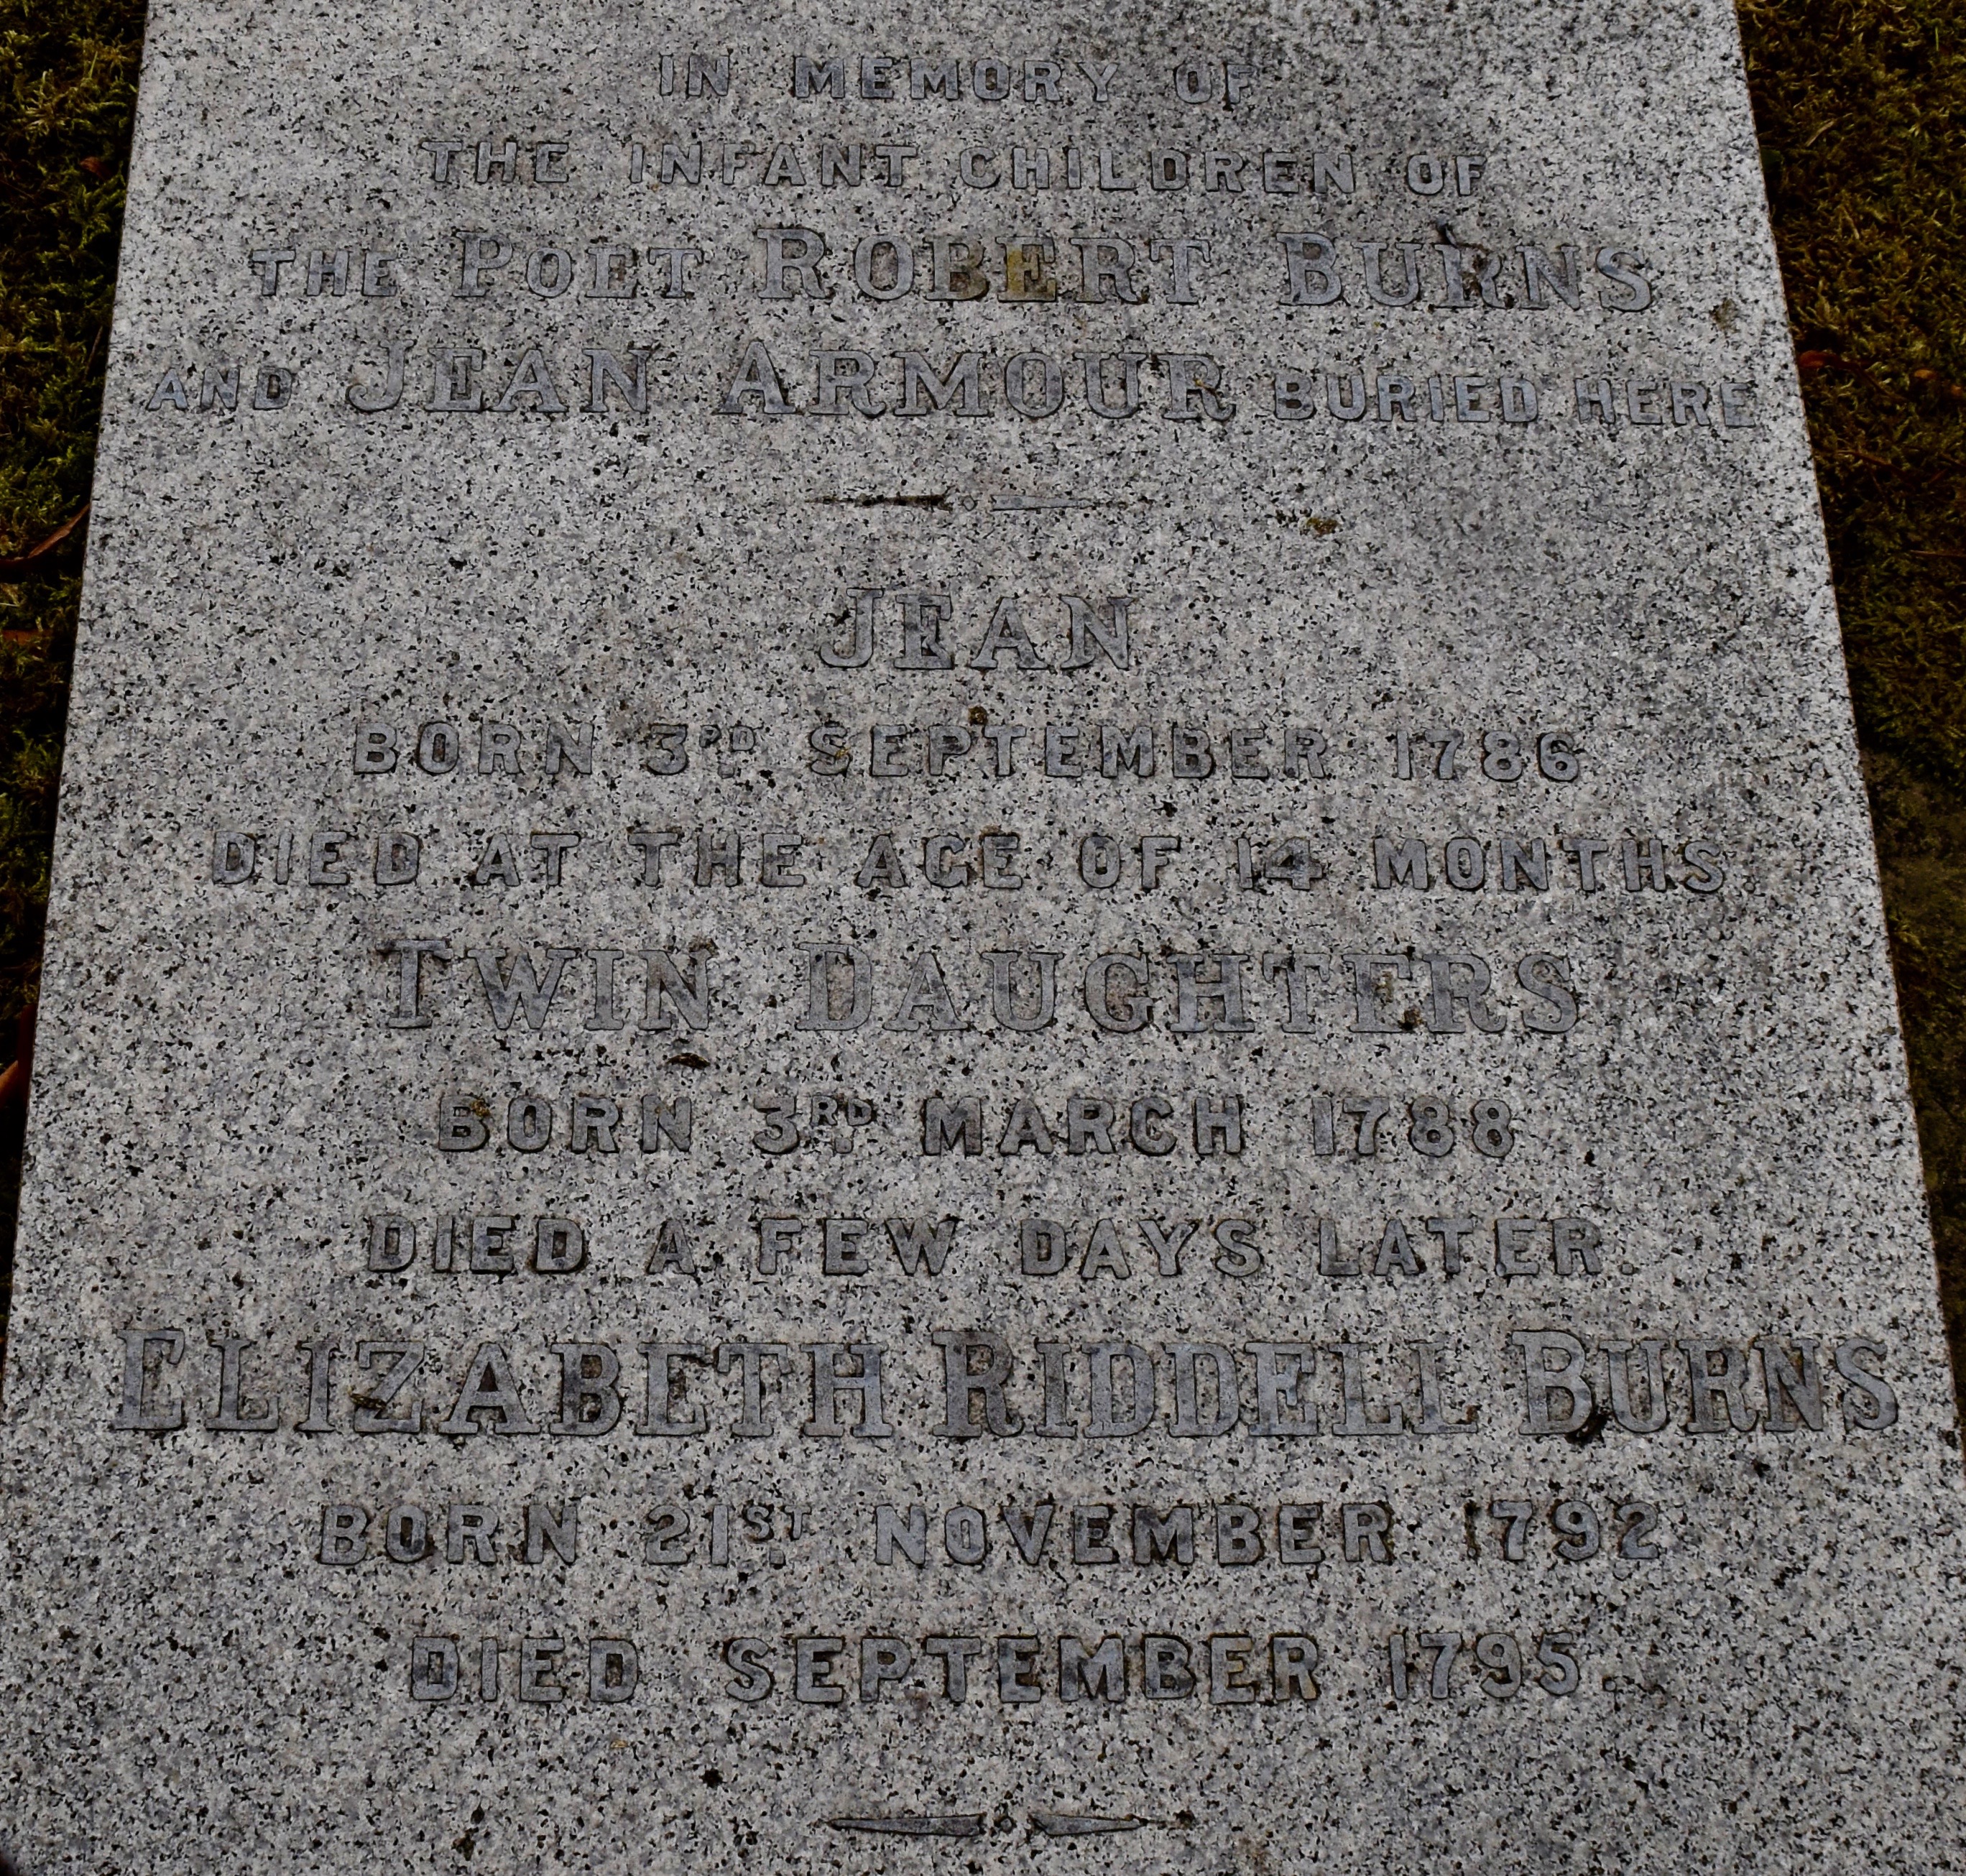 IN MEMORY OF
THE INFANT CHILDREN OF
THE POET ROBERT BURNS
AND JEAN ARMOUR BURIED HERE
JEAN
BORN 3RD SEPTEMBER 1786
DIED AT THE AGE OF 14 MONTHS.
TWIN DAUGHTERS
BORN 3RD MARCH 1788
DIED A FEW DAYS LATER.
ELIZABETH RIDDELL BURNS
BORN 21ST NOVEMBER 1792
DIED SEPTEMBER 1795.